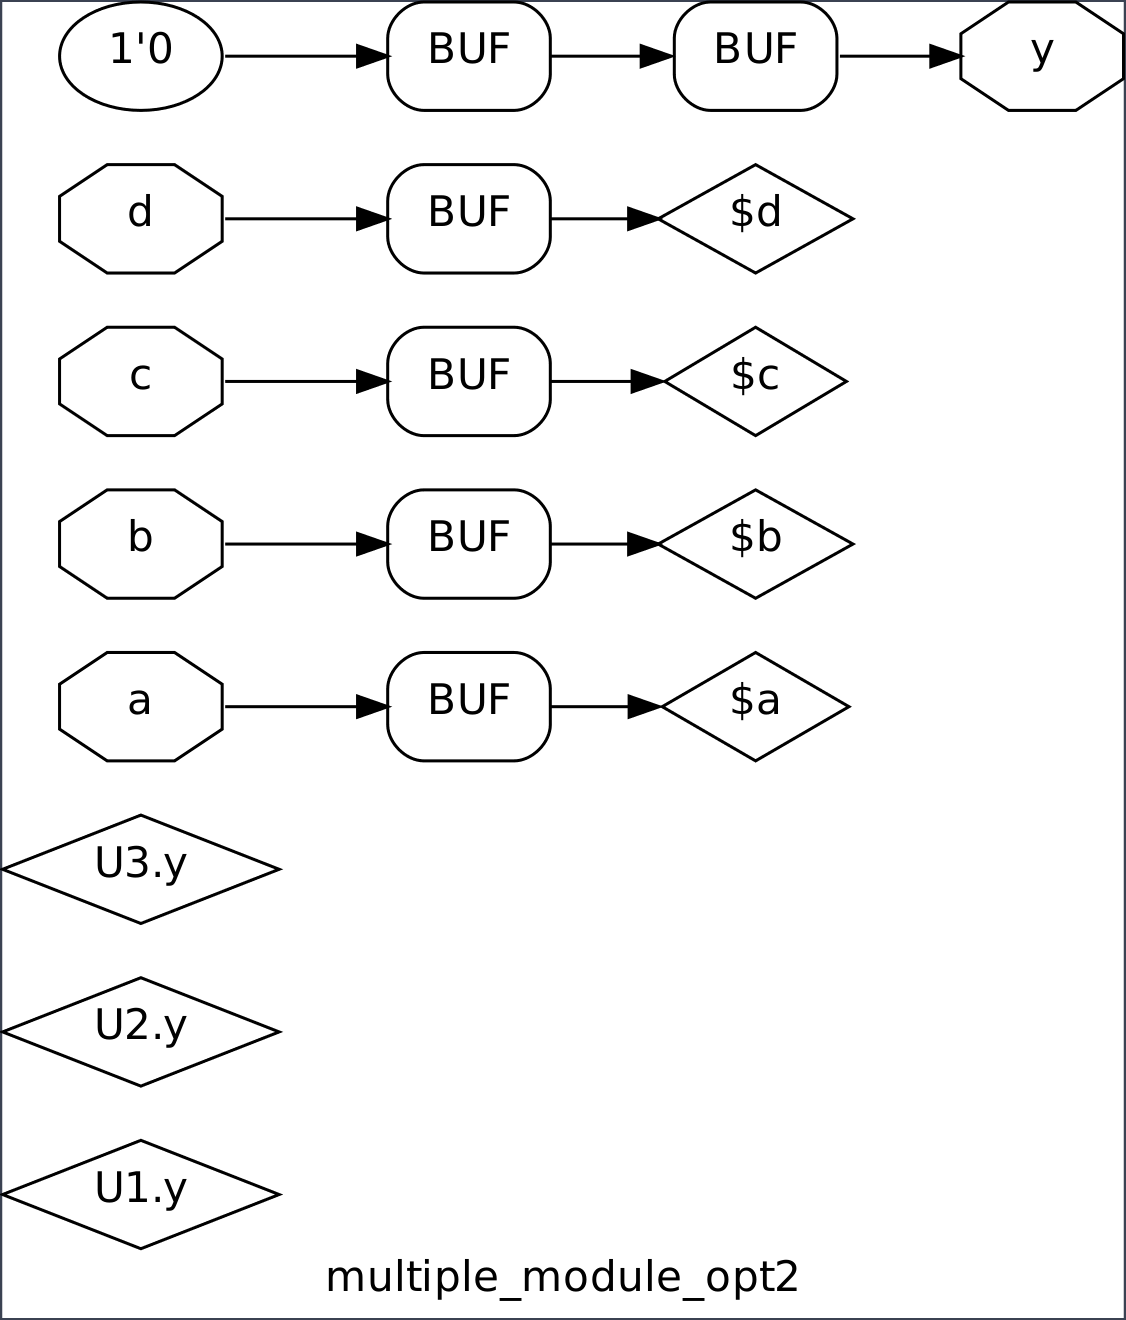 1'0 BUF BUF y
d BUF $d
c BUF $c
b BUF $b
a BUF $a
U3.y
U2.y
U1.y
multiple_module_opt2